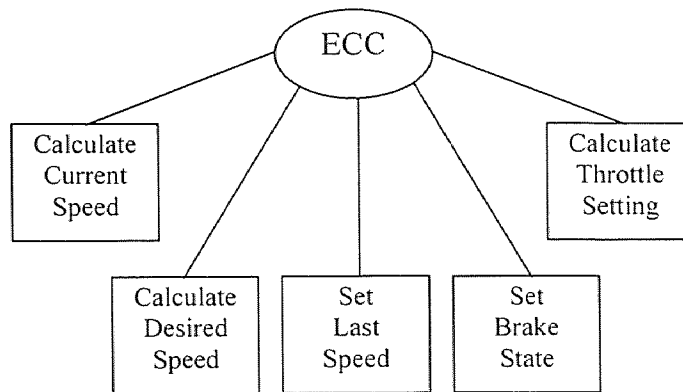 ECC
Calculate
Current
Speed
Calculate
Throttle
Setting
Calculate
Desired
Speed
Set
Last
Speed
Set
Brake
State